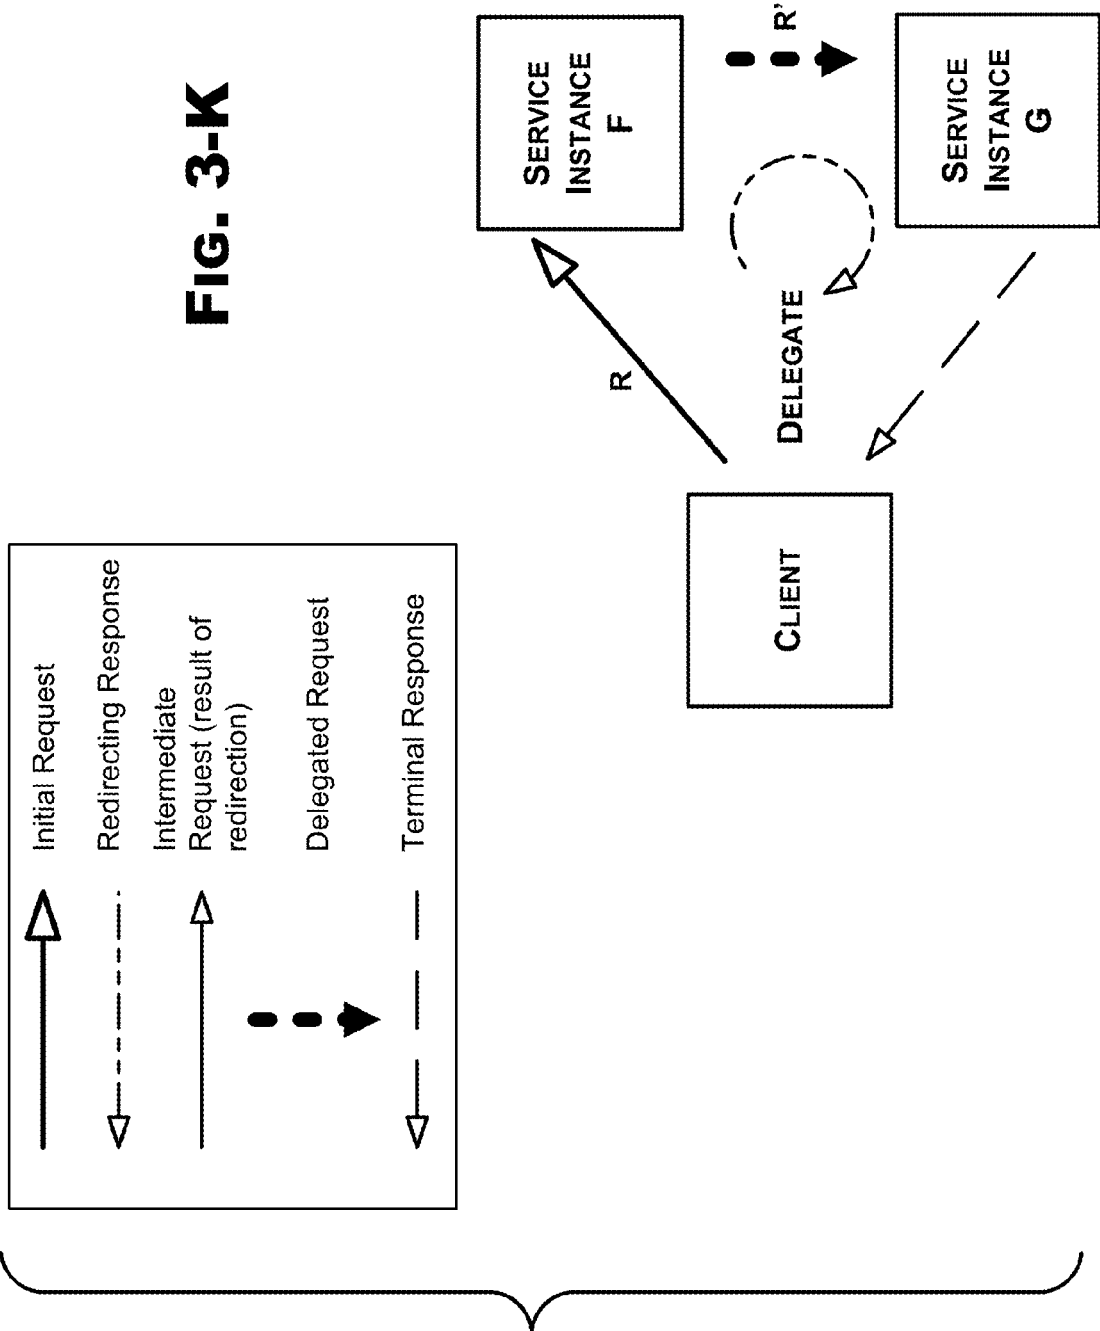 FIG. 3-K
Initial Request
Redirecting Response
Intermediate
Request (result of
redirection)
Delegated Request
Terminal Response
SERVICE
INSTANCE
F
R
R'
DELEGATE
CLIENT
SERVICE
INSTANCE
G